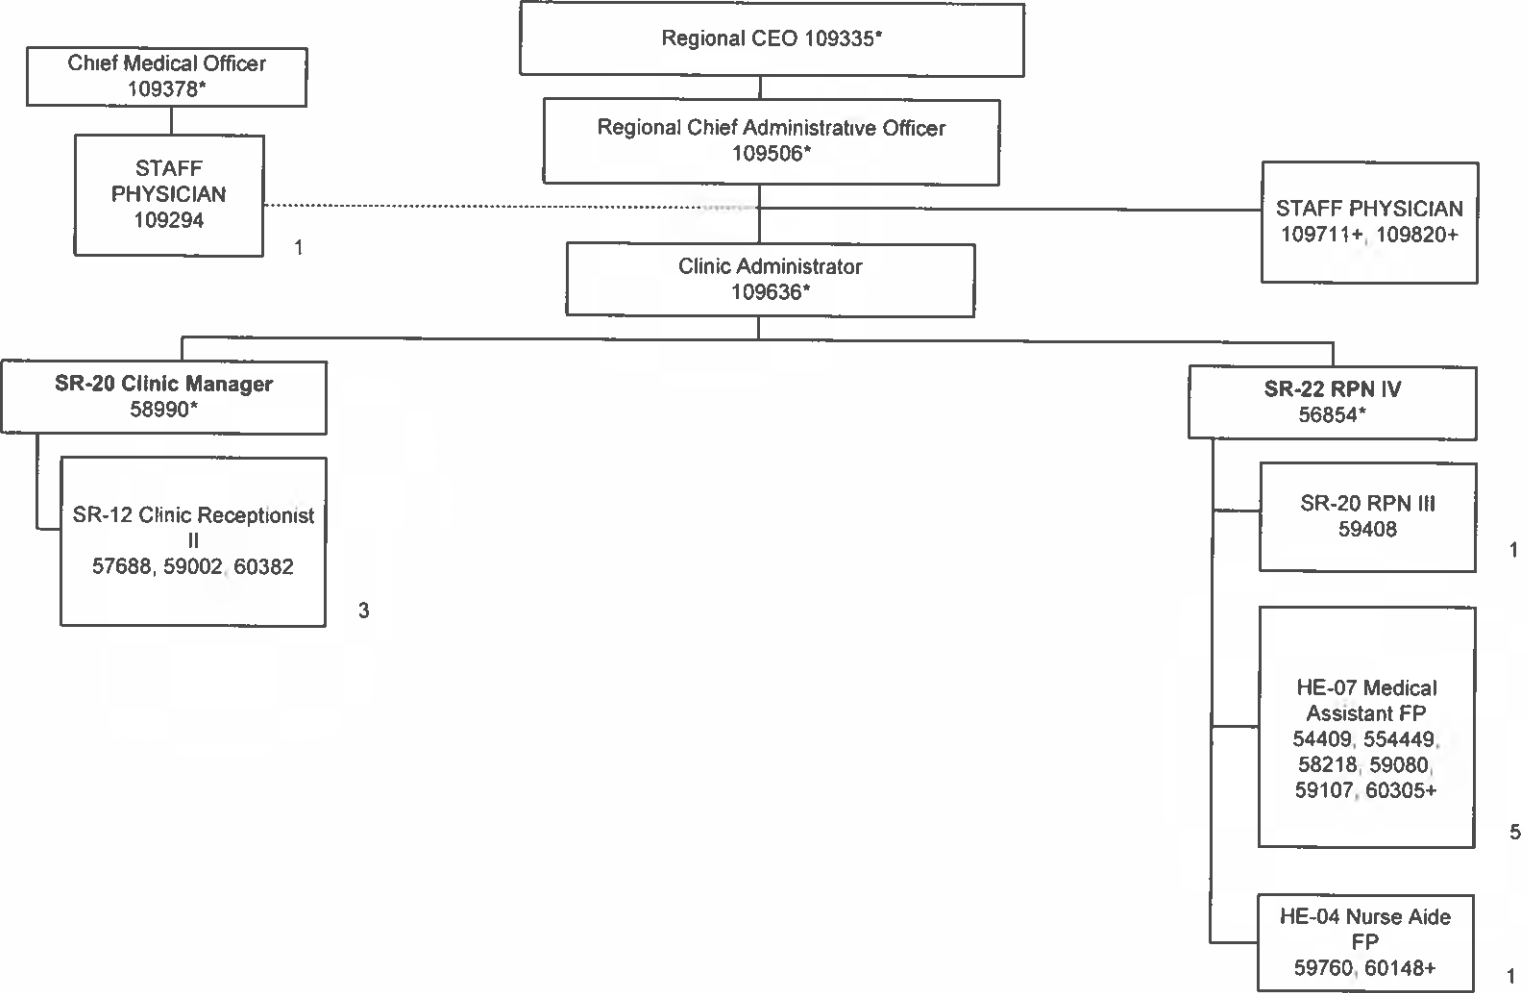 Regional CEO 109335*
Chief Medical Officer
109378*
Regional Chief Administrative Officer
109506*
STAFF
PHYSICIAN
109294
1
STAFF PHYSICIAN
109711+, 109820+
Clinic Administrator
109636*
SR-20 Clinic Manager
58990*
SR-22 RPN IV
56854*
SR-12 Clinic Receptionist
II
57688, 59002, 60382
3
SR-20 RPN III
59408
1
HE-07 Medical
Assistant FP
54409, 554449,
58218, 59080,
59107, 60305+
5
HE-04 Nurse Aide
FP
59760, 60148+
1